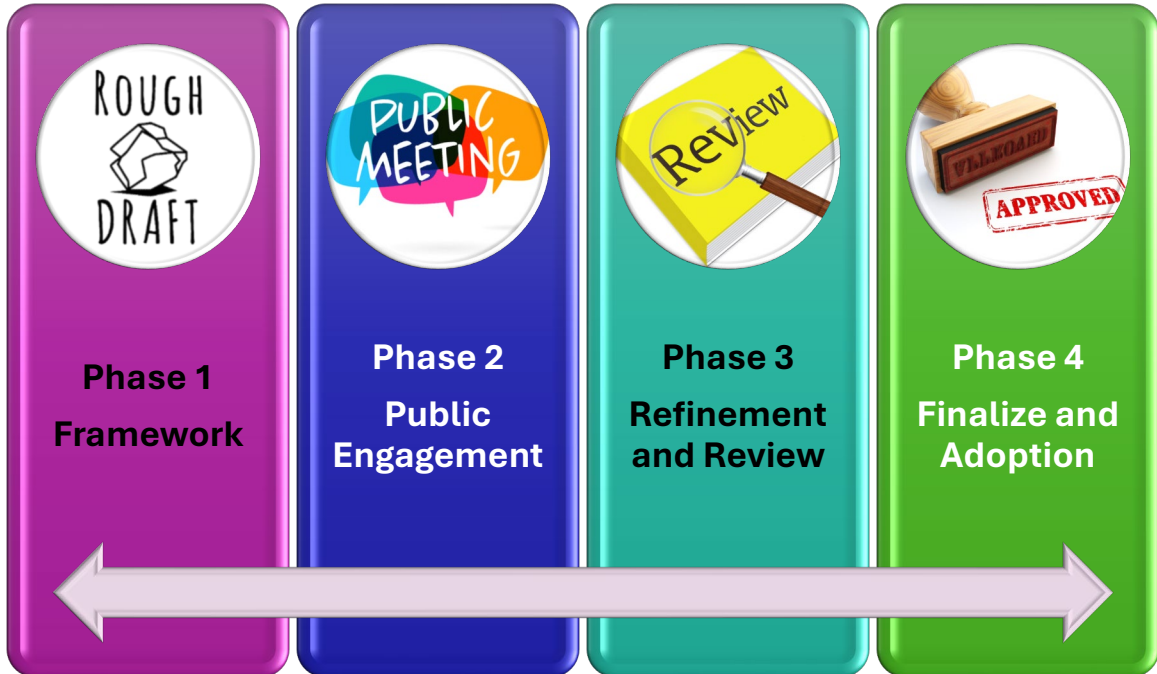 ROUGH
DRAFT
Phase 1
Framework
PUBLIC
MEETING
Phase 2
Public
Engagement
Review
Phase 3
Refinement
and Review
APPROVED
Phase 4
Finalize and
Adoption